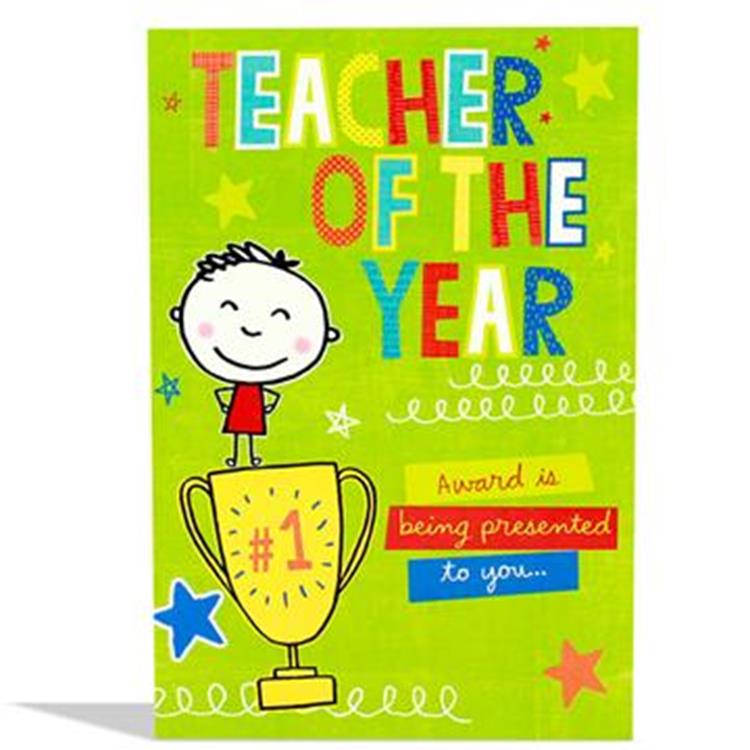 TEACHER
OF THE
YEAR
Award is
being presented
to you...
#1